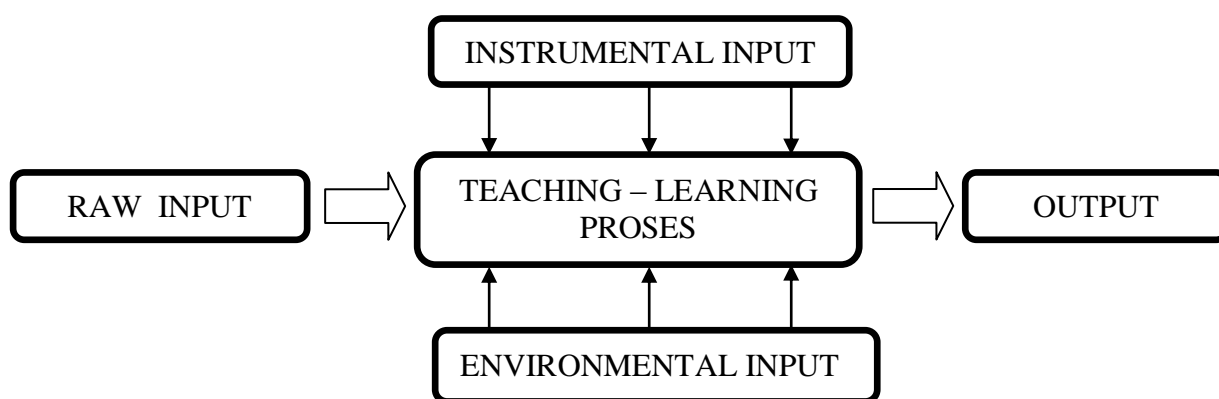 INSTRUMENTAL INPUT
RAW INPUT
TEACHING – LEARNING
PROSES
OUTPUT
ENVIRONMENTAL INPUT